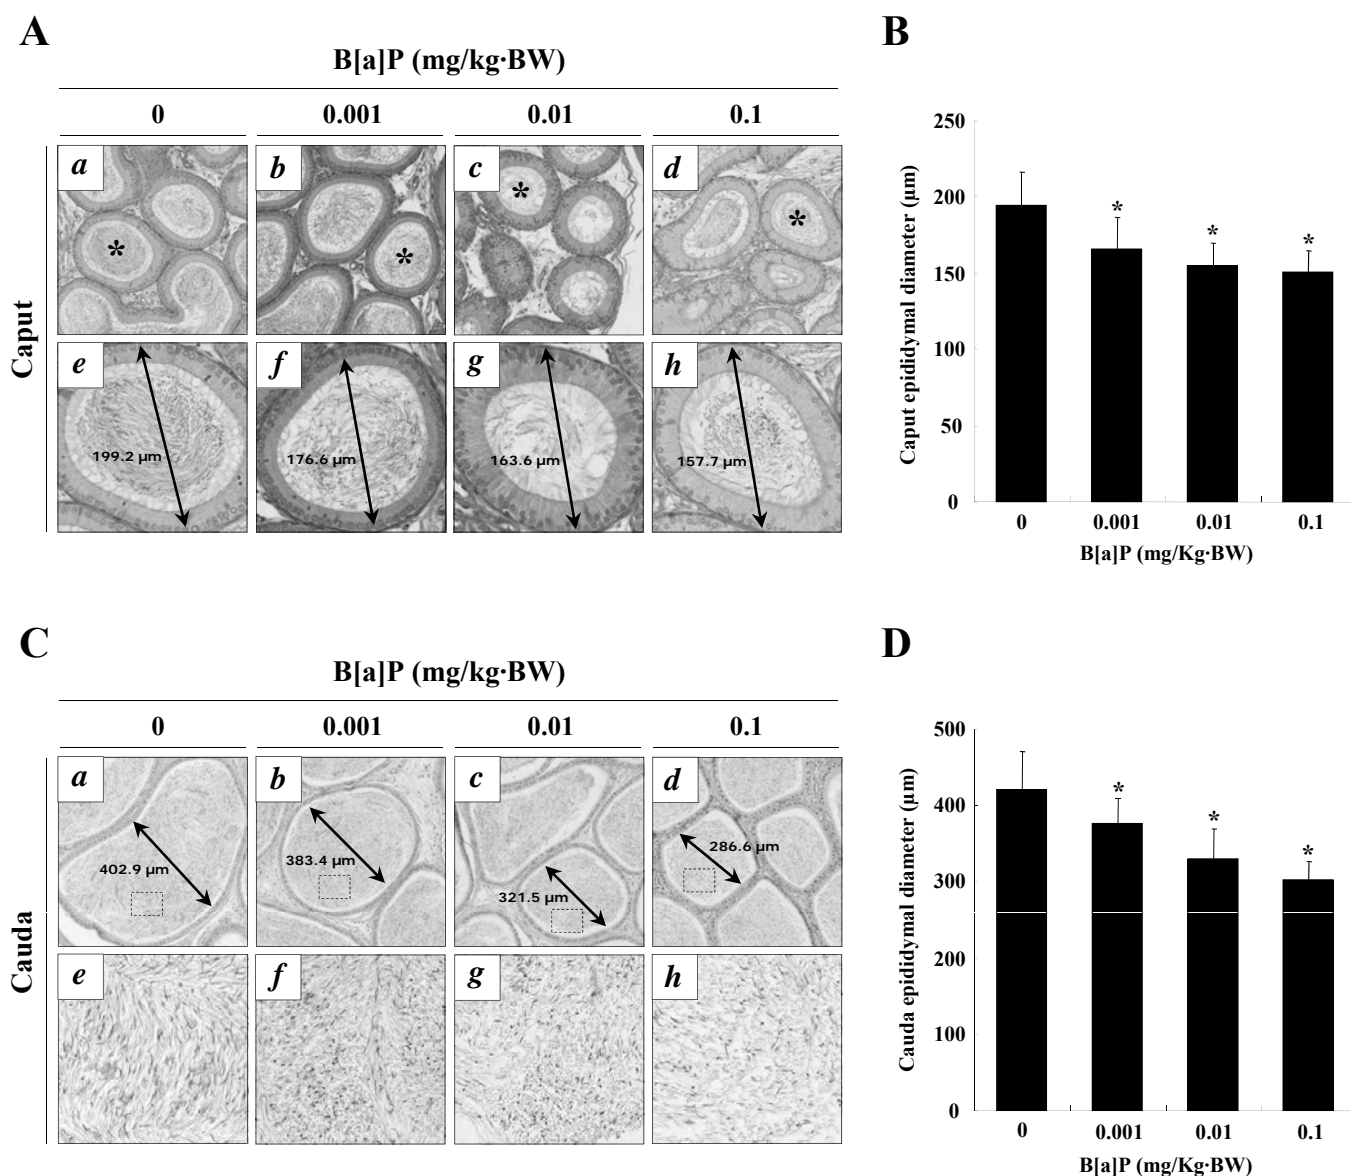 A
B[a]P (mg/kg·BW)
0 0.001 0.01 0.1
Caput
a b c d
* * * *
e f g h
199.2 µm 176.6 µm 163.6 µm 157.7 µm
B
Caput epididymal diameter (µm)
250
200
150
100
50
0
* * *
0 0.001 0.01 0.1
B[a]P (mg/Kg·BW)
C
B[a]P (mg/kg·BW)
0 0.001 0.01 0.1
Cauda
a b c d
402.9 µm 383.4 µm 321.5 µm 286.6 µm
e f g h
D
Cauda epididymal diameter (µm)
500
400
300
200
100
0
* * *
0 0.001 0.01 0.1
B[a]P (mg/Kg·BW)